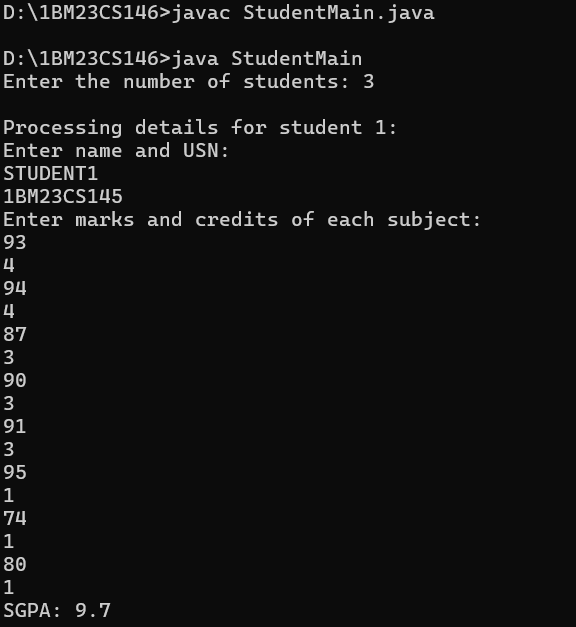 D:\1BM23CS146>javac StudentMain.java
D:\1BM23CS146>java StudentMain
Enter the number of students: 3
Processing details for student 1:
Enter name and USN:
STUDENT1
1BM23CS145
Enter marks and credits of each subject:
93
4
94
4
87
3
90
3
91
3
95
1
74
1
80
1
SGPA: 9.7